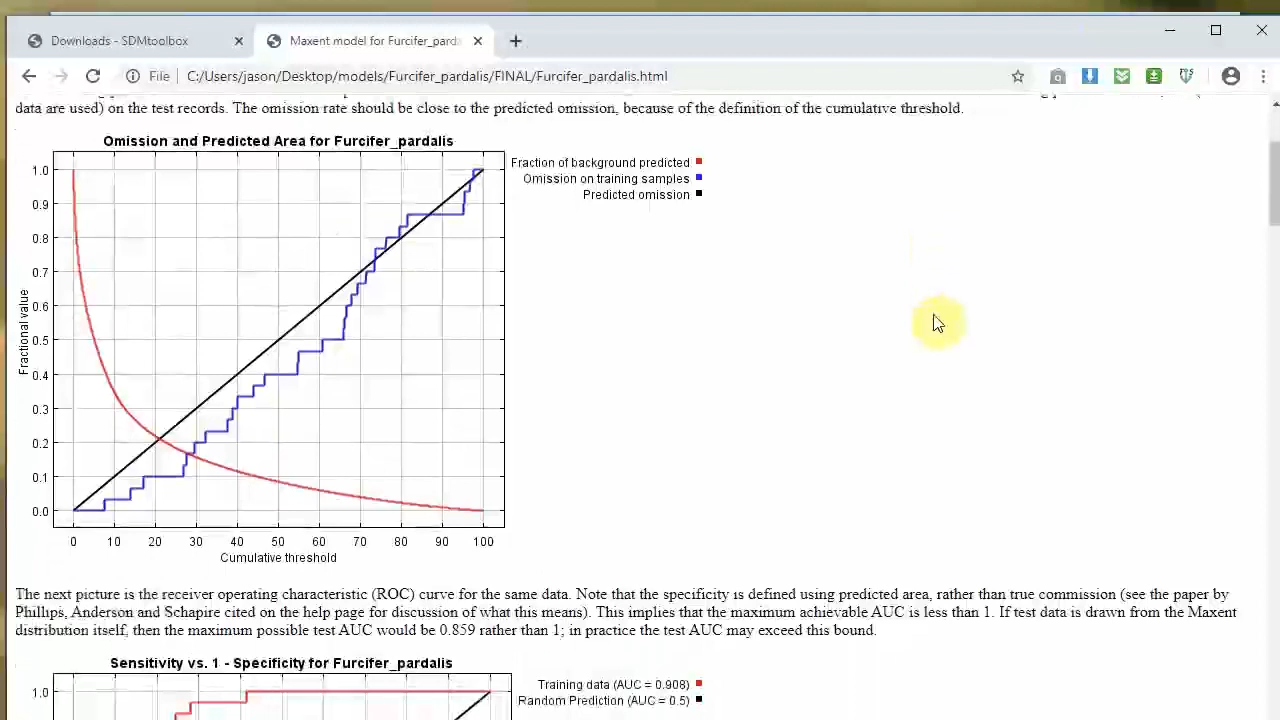 Downloads - SDMtoolbox
Maxent model for Furcifer_pard
File
C:/Users/jason/Desktop/models/Furcifer_pardalis/FINAL/Furcifer_pardalis.html
data are used) on the test records. The omission rate should be close to the predicted omission, because of the definition of the cumulative threshold.
Omission and Predicted Area for Furcifer_pardalis
Fraction of background predicted
Omission on training samples
Predicted omission
1.0
0.9
0.8
0.7
0.6
0.5
0.4
0.3
0.2
0.1
0.0
Fractional value
0 10 20 30 40 50 60 70 80 90 100
Cumulative threshold
The next picture is the receiver operating characteristic (ROC) curve for the same data. Note that the specificity is defined using predicted area, rather than true commission (see the paper by
Phillips, Anderson and Schapire cited on the help page for discussion of what this means). This implies that the maximum achievable AUC is less than 1. If test data is drawn from the Maxent
distribution itself, then the maximum possible test AUC would be 0.859 rather than 1; in practice the test AUC may exceed this bound.
Sensitivity vs. 1 - Specificity for Furcifer_pardalis
Training data (AUC = 0.908)
Random Prediction (AUC = 0.5)
1.0